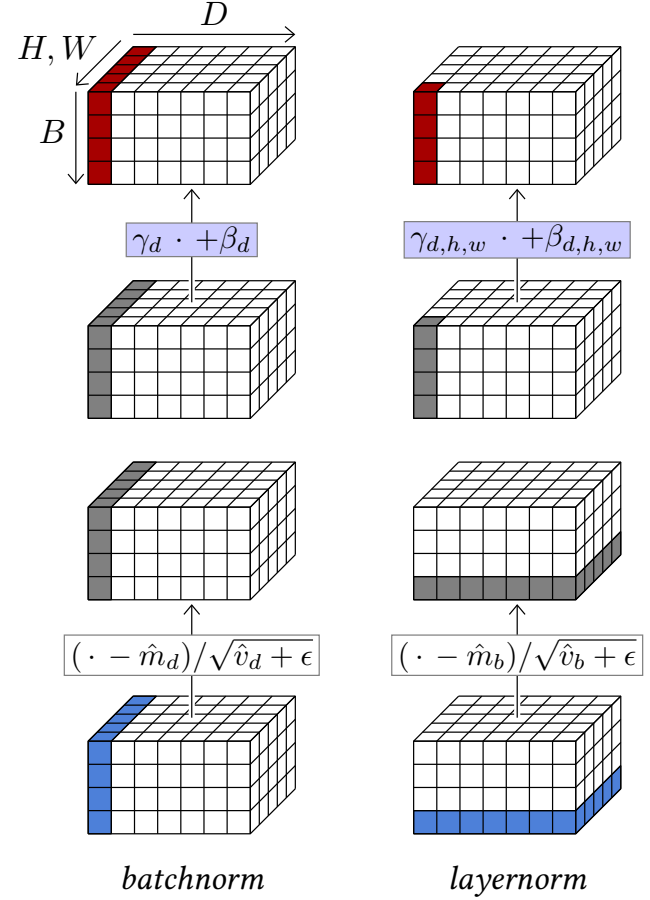 D
H, W
B
γ_d · +β_d
γ_{d,h,w} · +β_{d,h,w}
( · − m̂_d)/√(v̂_d + ϵ)
( · − m̂_b)/√(v̂_b + ϵ)
batchnorm
layernorm